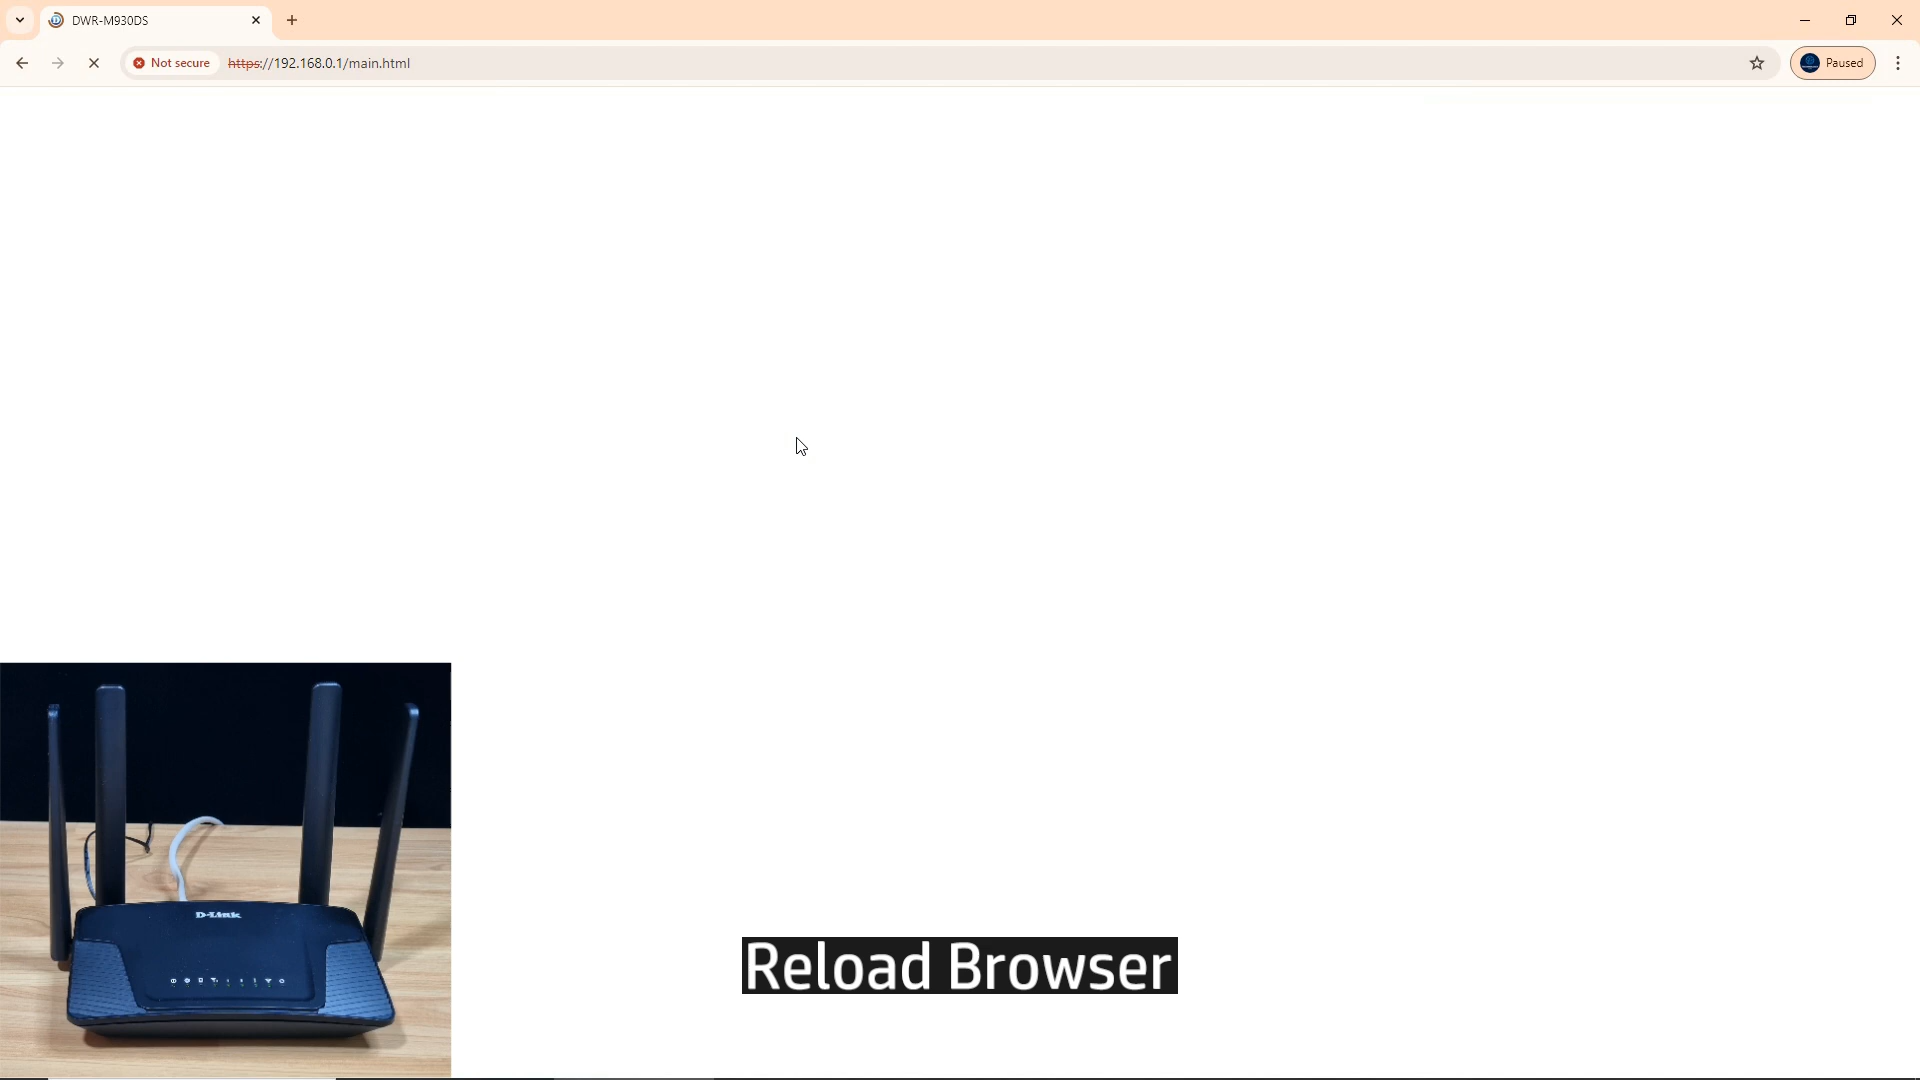 DWR-M930DS
Not secure
https://192.168.0.1/main.html
Paused
D-Link
Reload Browser